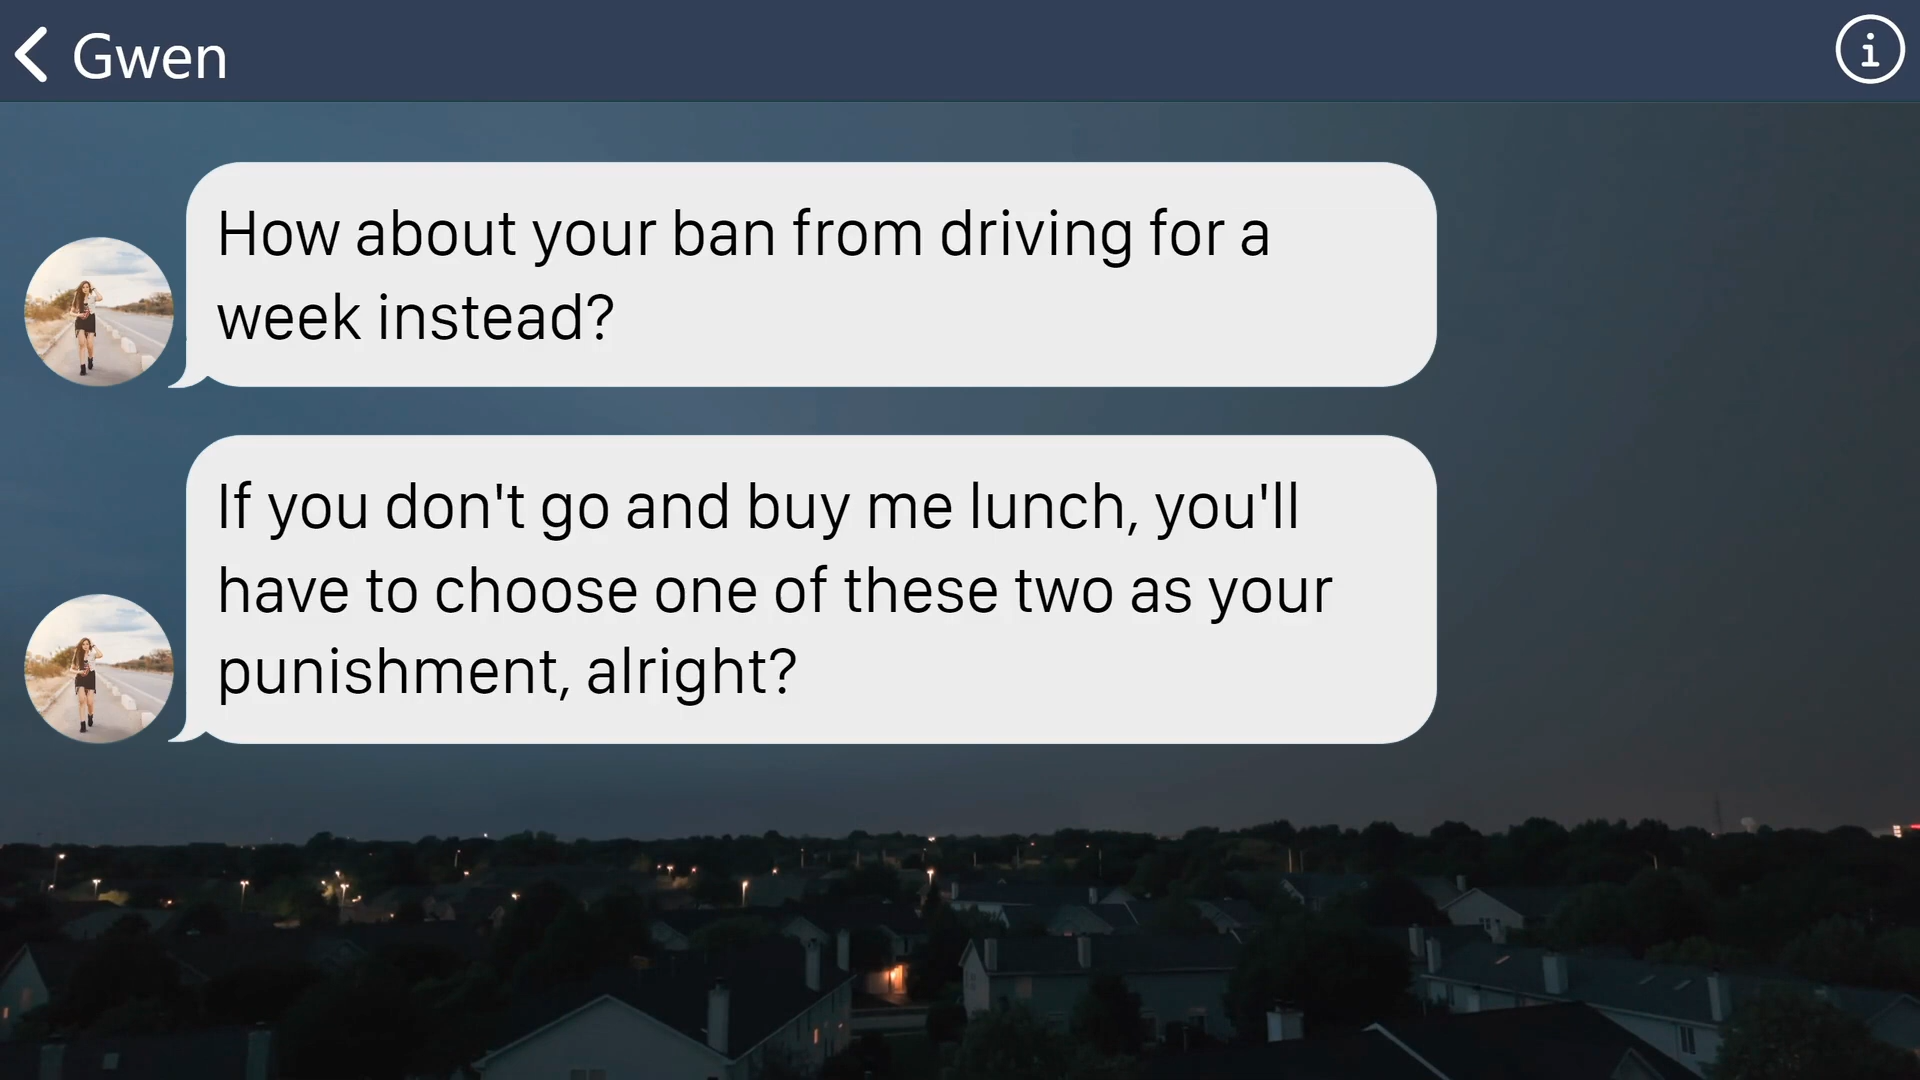 Gwen
How about your ban from driving for a
week instead?
If you don't go and buy me lunch, you'll
have to choose one of these two as your
punishment, alright?